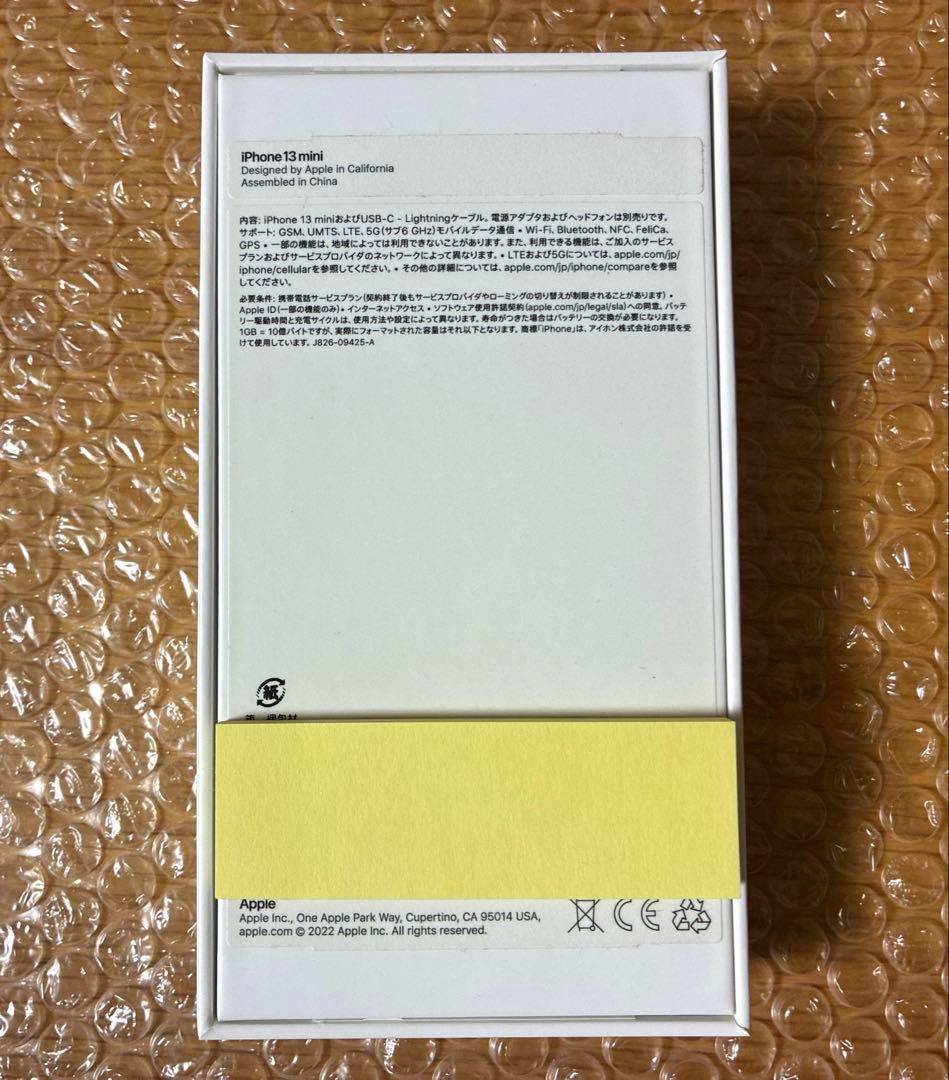 iPhone 13 mini
Designed by Apple in California
Assembled in China
内容: iPhone 13 miniおよびUSB-C - Lightningケーブル。電源アダプタおよびヘッドフォンは別売りです。
サポート: GSM、UMTS、LTE、5G(サブ6 GHz)モバイルデータ通信 • Wi-Fi、Bluetooth、NFC、FeliCa、
GPS • 一部の機能は、地域によっては利用できないことがあります。また、利用できる機能は、ご加入のサービス
プランおよびサービスプロバイダのネットワークによって異なります。• LTEおよび5Gについては、apple.com/jp/
iphone/cellularを参照してください。• その他の詳細については、apple.com/jp/iphone/compareを参照
してください。
必要条件: 携帯電話サービスプラン(契約終了後もサービスプロバイダやローミングの切り替えが制限されることがあります) •
Apple ID(一部の機能のみ) • インターネットアクセス • ソフトウェア使用許諾契約(apple.com/jp/legal/sla)への同意。バッテ
リー駆動時間と充電サイクルは、使用方法や設定によって異なります。寿命がつきた場合はバッテリーの交換が必要になります。
1GB = 10億バイトですが、実際にフォーマットされた容量はそれ以下となります。商標「iPhone」は、アイホン株式会社の許諾を受
けて使用しています。J826-09425-A
紙
Apple
Apple Inc., One Apple Park Way, Cupertino, CA 95014 USA,
apple.com © 2022 Apple Inc. All rights reserved.
CE